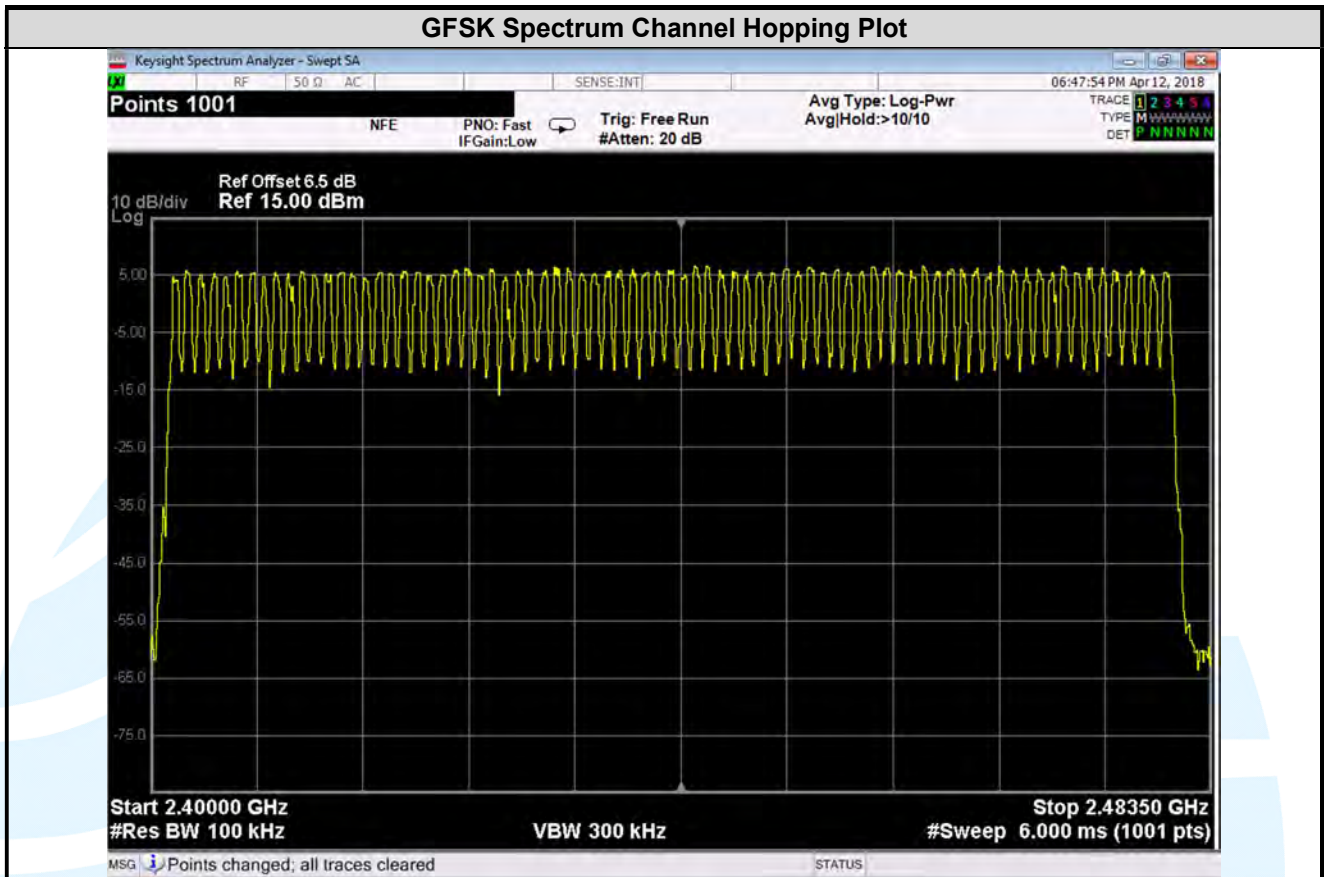 GFSK Spectrum Channel Hopping Plot
Keysight Spectrum Analyzer - Swept SA
LXI RF 50 Ω AC SENSE:INT 06:47:54 PM Apr 12, 2018
Points 1001
NFE
PNO: Fast
IFGain:Low
Trig: Free Run
#Atten: 20 dB
Avg Type: Log-Pwr
Avg|Hold:>10/10
TRACE 1 2 3 4 5 6
TYPE M
DET P N N N N N
Ref Offset 6.5 dB
10 dB/div Ref 15.00 dBm
Log
5.00
-5.00
-15.0
-25.0
-35.0
-45.0
-55.0
-65.0
-75.0
Start 2.40000 GHz Stop 2.48350 GHz
#Res BW 100 kHz VBW 300 kHz #Sweep 6.000 ms (1001 pts)
MSG Points changed; all traces cleared STATUS